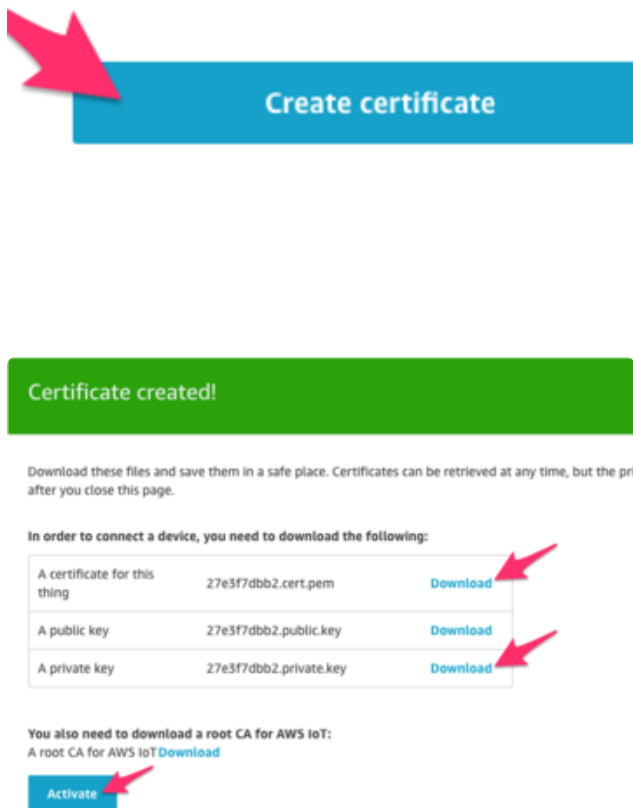 Create certificate
Certificate created!
Download these files and save them in a safe place. Certificates can be retrieved at any time, but the pri
after you close this page.
In order to connect a device, you need to download the following:
A certificate for this
thing
27e3f7dbb2.cert.pem
Download
A public key
27e3f7dbb2.public.key
Download
A private key
27e3f7dbb2.private.key
Download
You also need to download a root CA for AWS IoT:
A root CA for AWS IoT Download
Activate